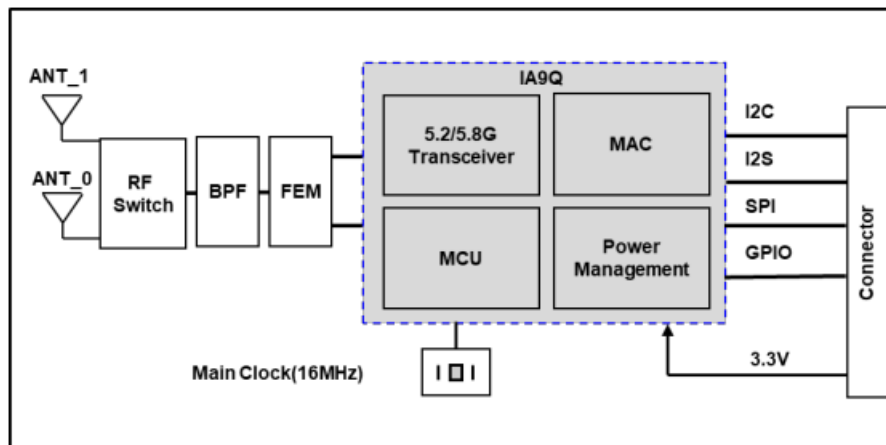 ANT_1
ANT_0
RF
Switch
BPF
FEM
IA9Q
5.2/5.8G
Transceiver
MAC
MCU
Power
Management
I2C
I2S
SPI
GPIO
3.3V
Connector
Main Clock(16MHz)